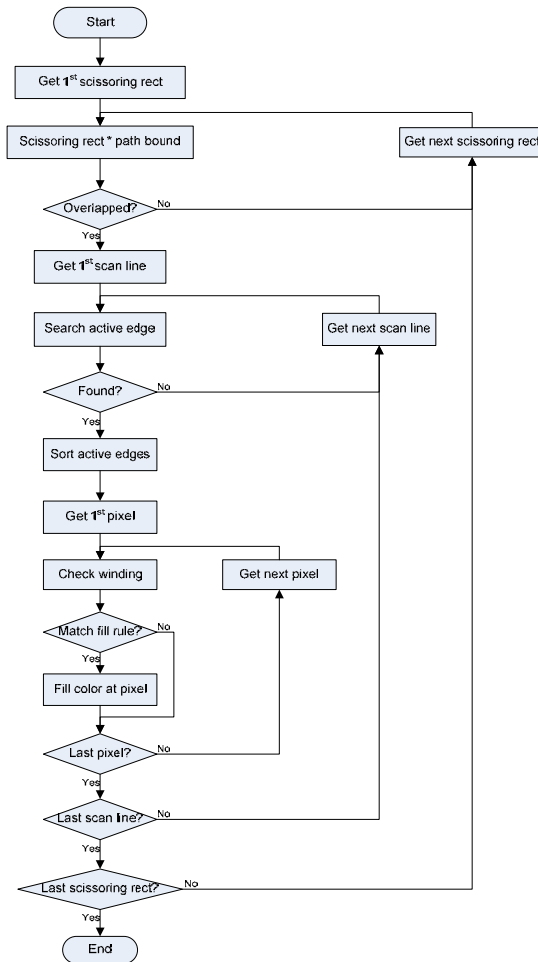 Start
Get 1st scissoring rect
Scissoring rect * path bound
Get next scissoring rect
Overlapped?
No
Yes
Get 1st scan line
Search active edge
Get next scan line
Found?
No
Yes
Sort active edges
Get 1st pixel
Check winding
Get next pixel
Match fill rule?
No
Yes
Fill color at pixel
Last pixel?
No
Yes
Last scan line?
No
Yes
Last scissoring rect?
No
Yes
End